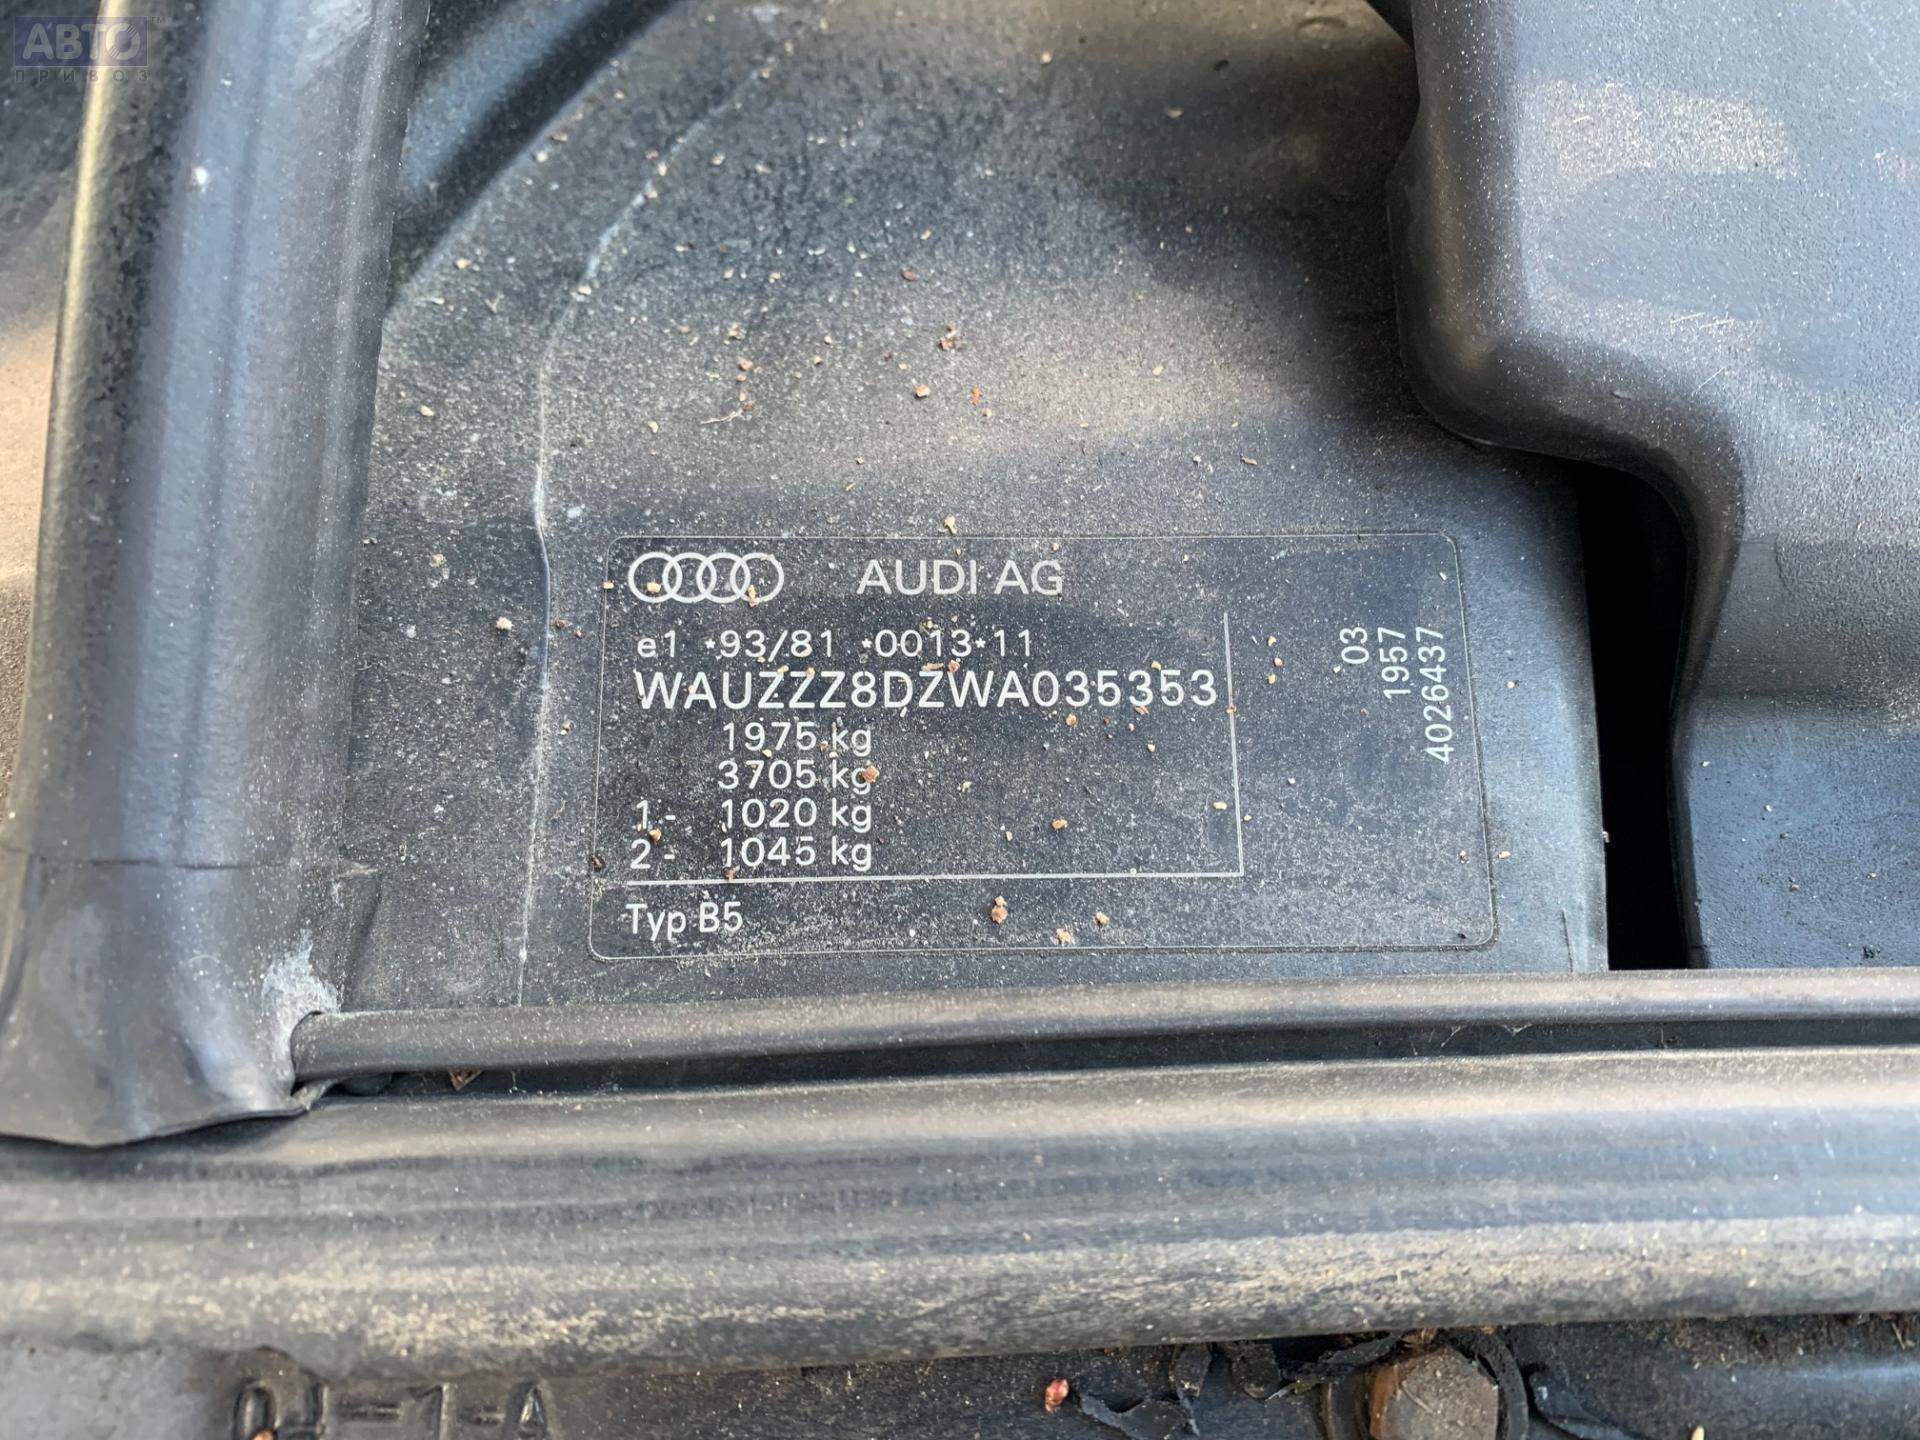 АВТО
ПРИВОЗ
AUDI AG
e1 *93/81 *0013*11
WAUZZZ8DZWA035353
1975 kg
3705 kg
1- 1020 kg
2- 1045 kg
Typ B5
03
1957
4026437